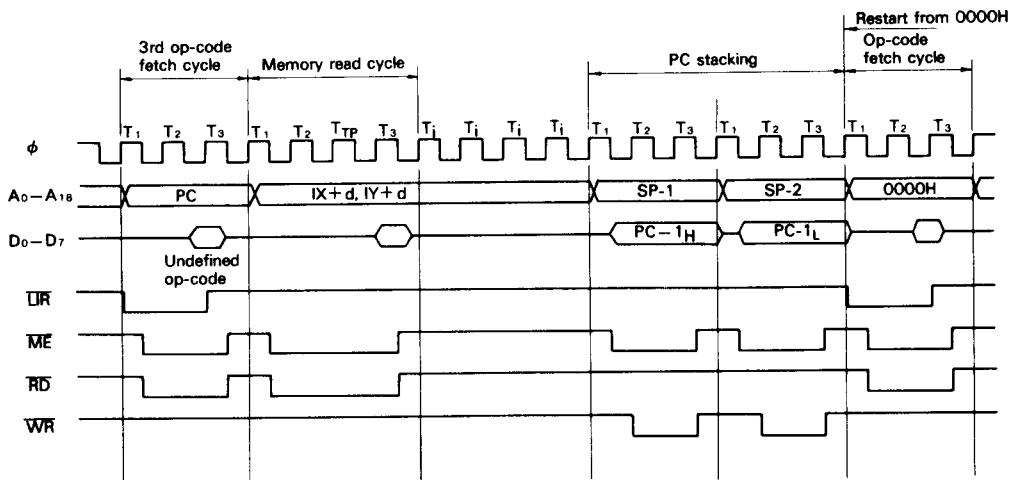 Restart from 0000H
3rd op-code
fetch cycle
Memory read cycle
PC stacking
Op-code
fetch cycle
T1 T2 T3 T1 T2 TTP T3 Ti Ti Ti Ti T1 T2 T3 T1 T2 T3 T1 T2 T3
φ
A0–A18 PC IX+d, IY+d SP-1 SP-2 0000H
D0–D7 PC–1H PC-1L
Undefined
op-code
LIR
ME
RD
WR